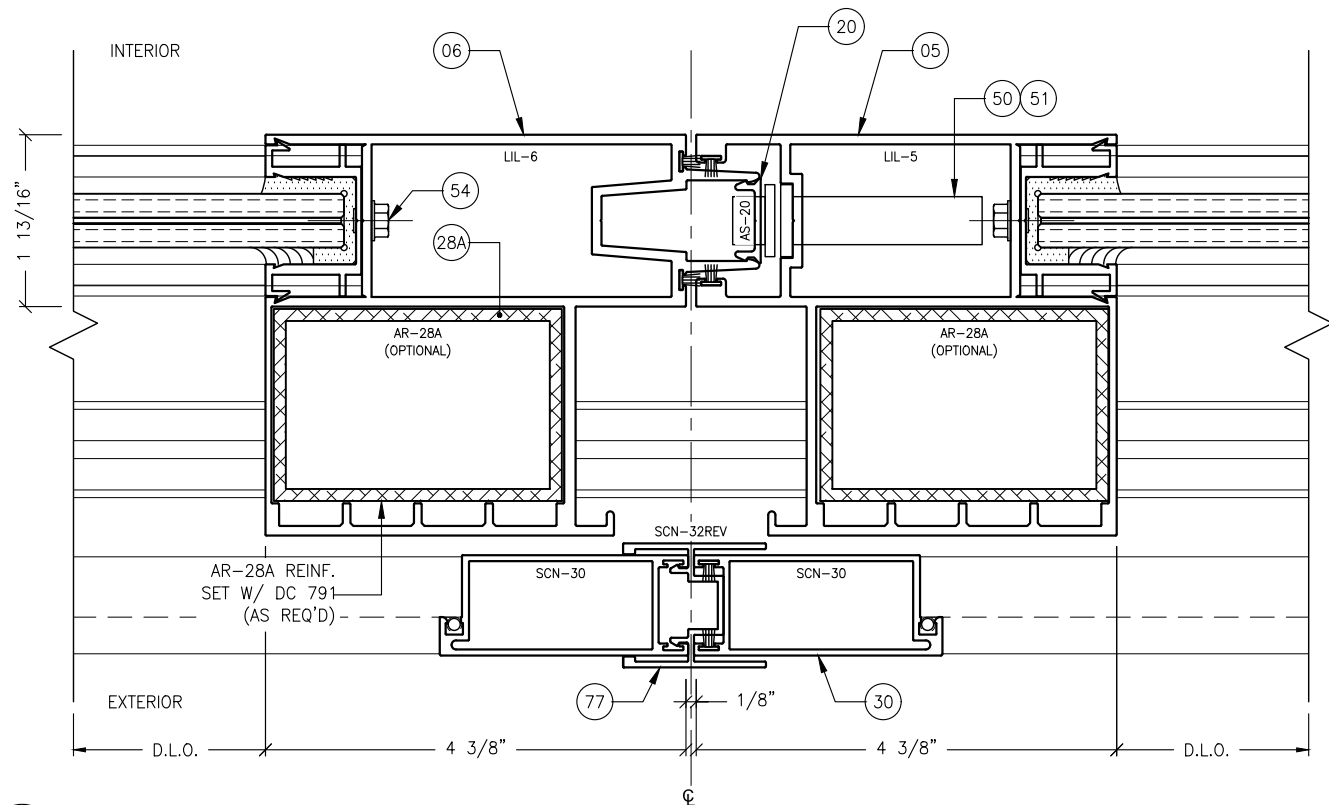 INTERIOR
06
20
05
50 51
LIL-6
LIL-5
54
AS-20
28A
1 13/16”
AR-28A
(OPTIONAL)
AR-28A
(OPTIONAL)
SCN-32REV
SCN-30
SCN-30
AR-28A REINF.
SET W/ DC 791
(AS REQ'D)
EXTERIOR
77
1/8”
30
D.L.O.
4 3/8”
4 3/8”
D.L.O.
℄